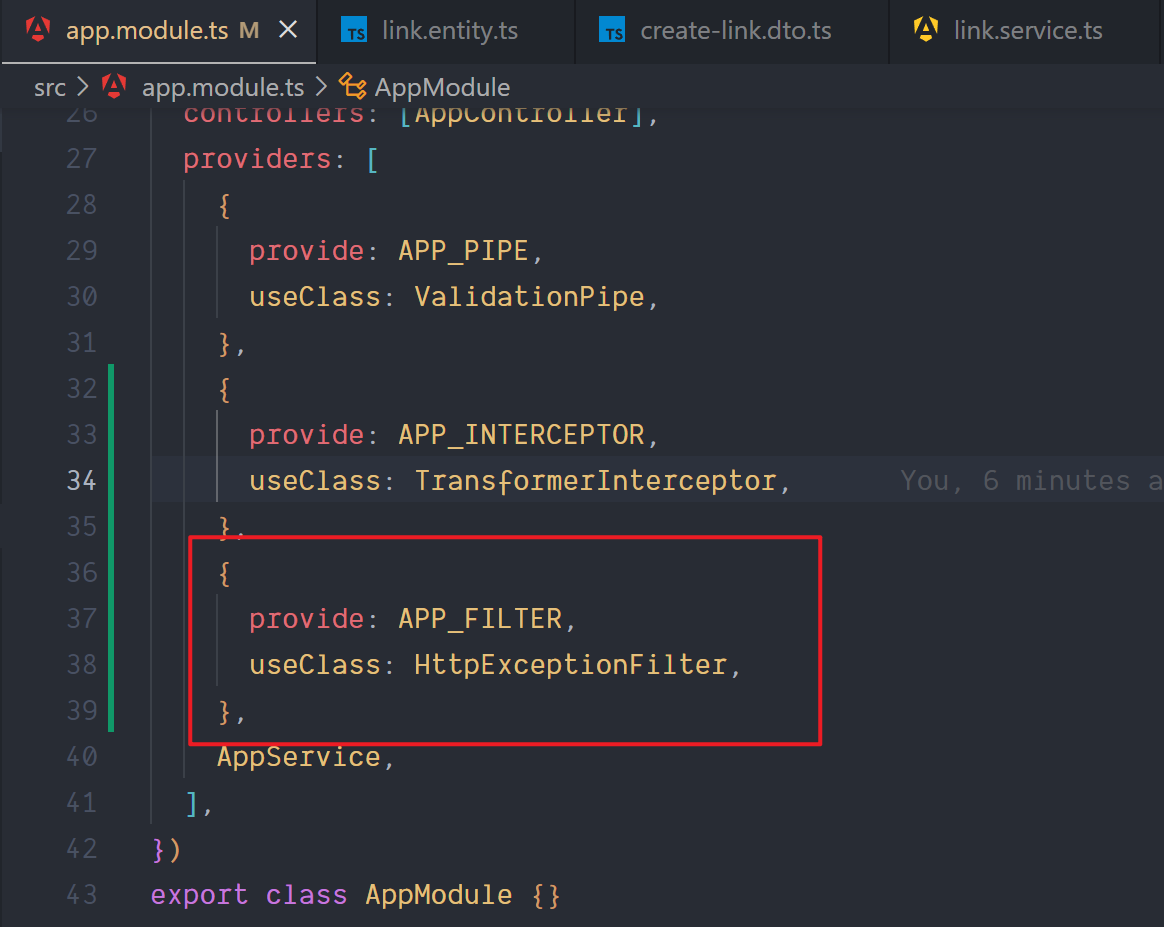 app.module.ts M
TS link.entity.ts
TS create-link.dto.ts
link.service.ts
src > app.module.ts > AppModule
26 controllers: [AppController],
27 providers: [
28 {
29 provide: APP_PIPE,
30 useClass: ValidationPipe,
31 },
32 {
33 provide: APP_INTERCEPTOR,
34 useClass: TransformerInterceptor, You, 6 minutes a
35 },
36 {
37 provide: APP_FILTER,
38 useClass: HttpExceptionFilter,
39 },
40 AppService,
41 ],
42 })
43 export class AppModule {}